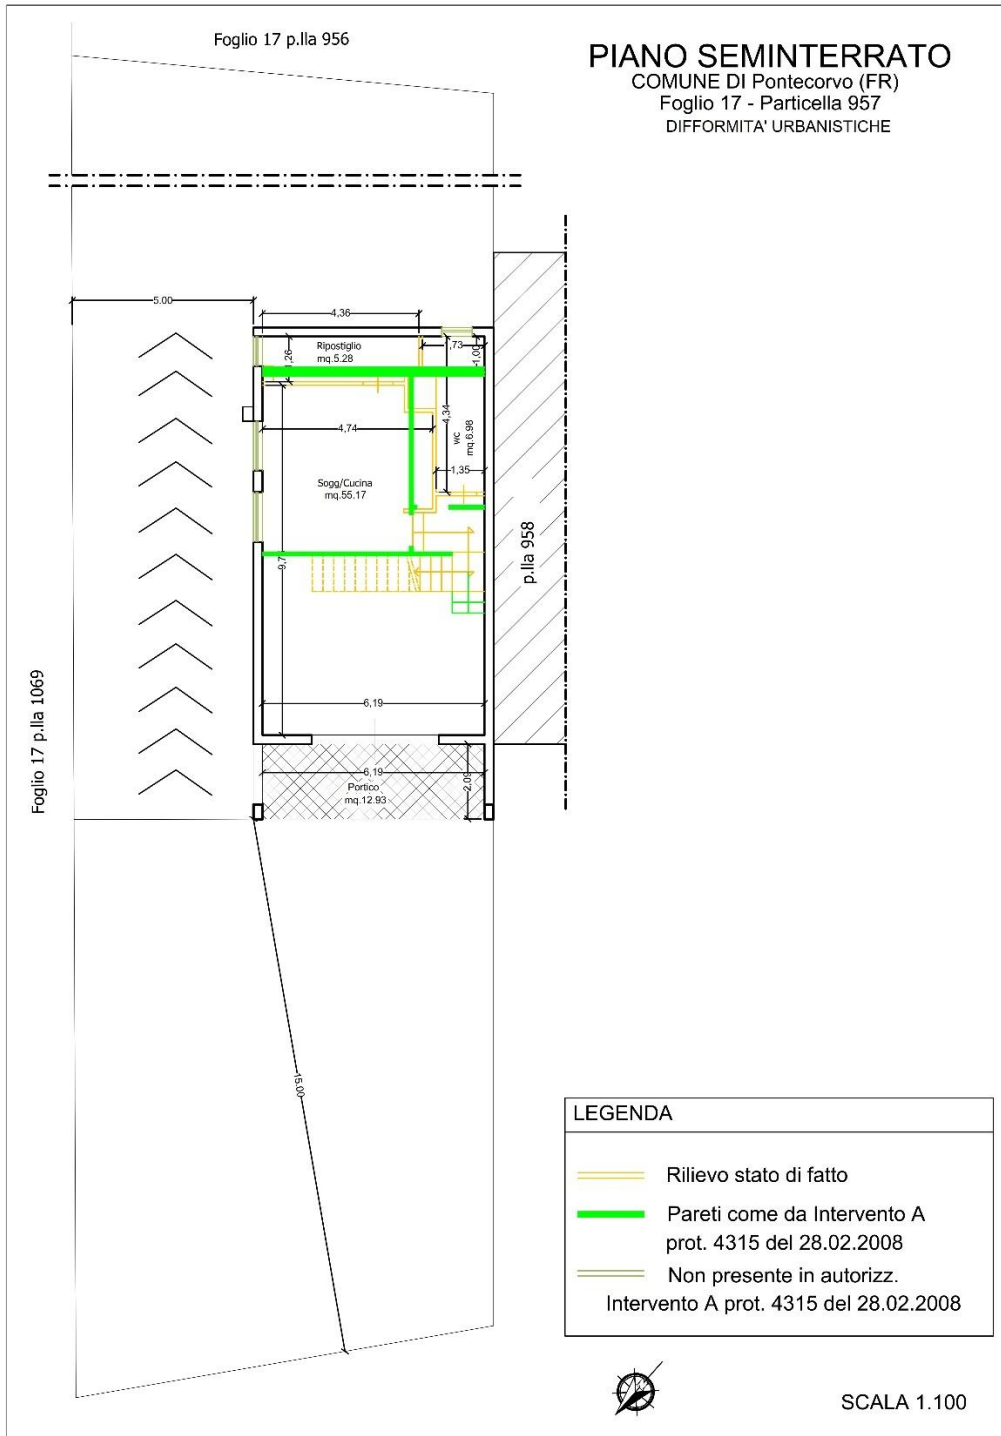 Foglio 17 p.lla 956
PIANO SEMINTERRATO
COMUNE DI Pontecorvo (FR)
Foglio 17 - Particella 957
DIFFORMITA' URBANISTICHE
5.00
4,36
Ripostiglio
mq.5.28
1,26
,73
1,00
4,34
4,74
wc
mq.6.98
1,35
Sogg/Cucina
mq.55.17
9,7
p.lla 958
6,19
6,19
Portico
mq.12.93
2,09
Foglio 17 p.lla 1069
15.00
LEGENDA
Rilievo stato di fatto
Pareti come da Intervento A
prot. 4315 del 28.02.2008
Non presente in autorizz.
Intervento A prot. 4315 del 28.02.2008
SCALA 1.100